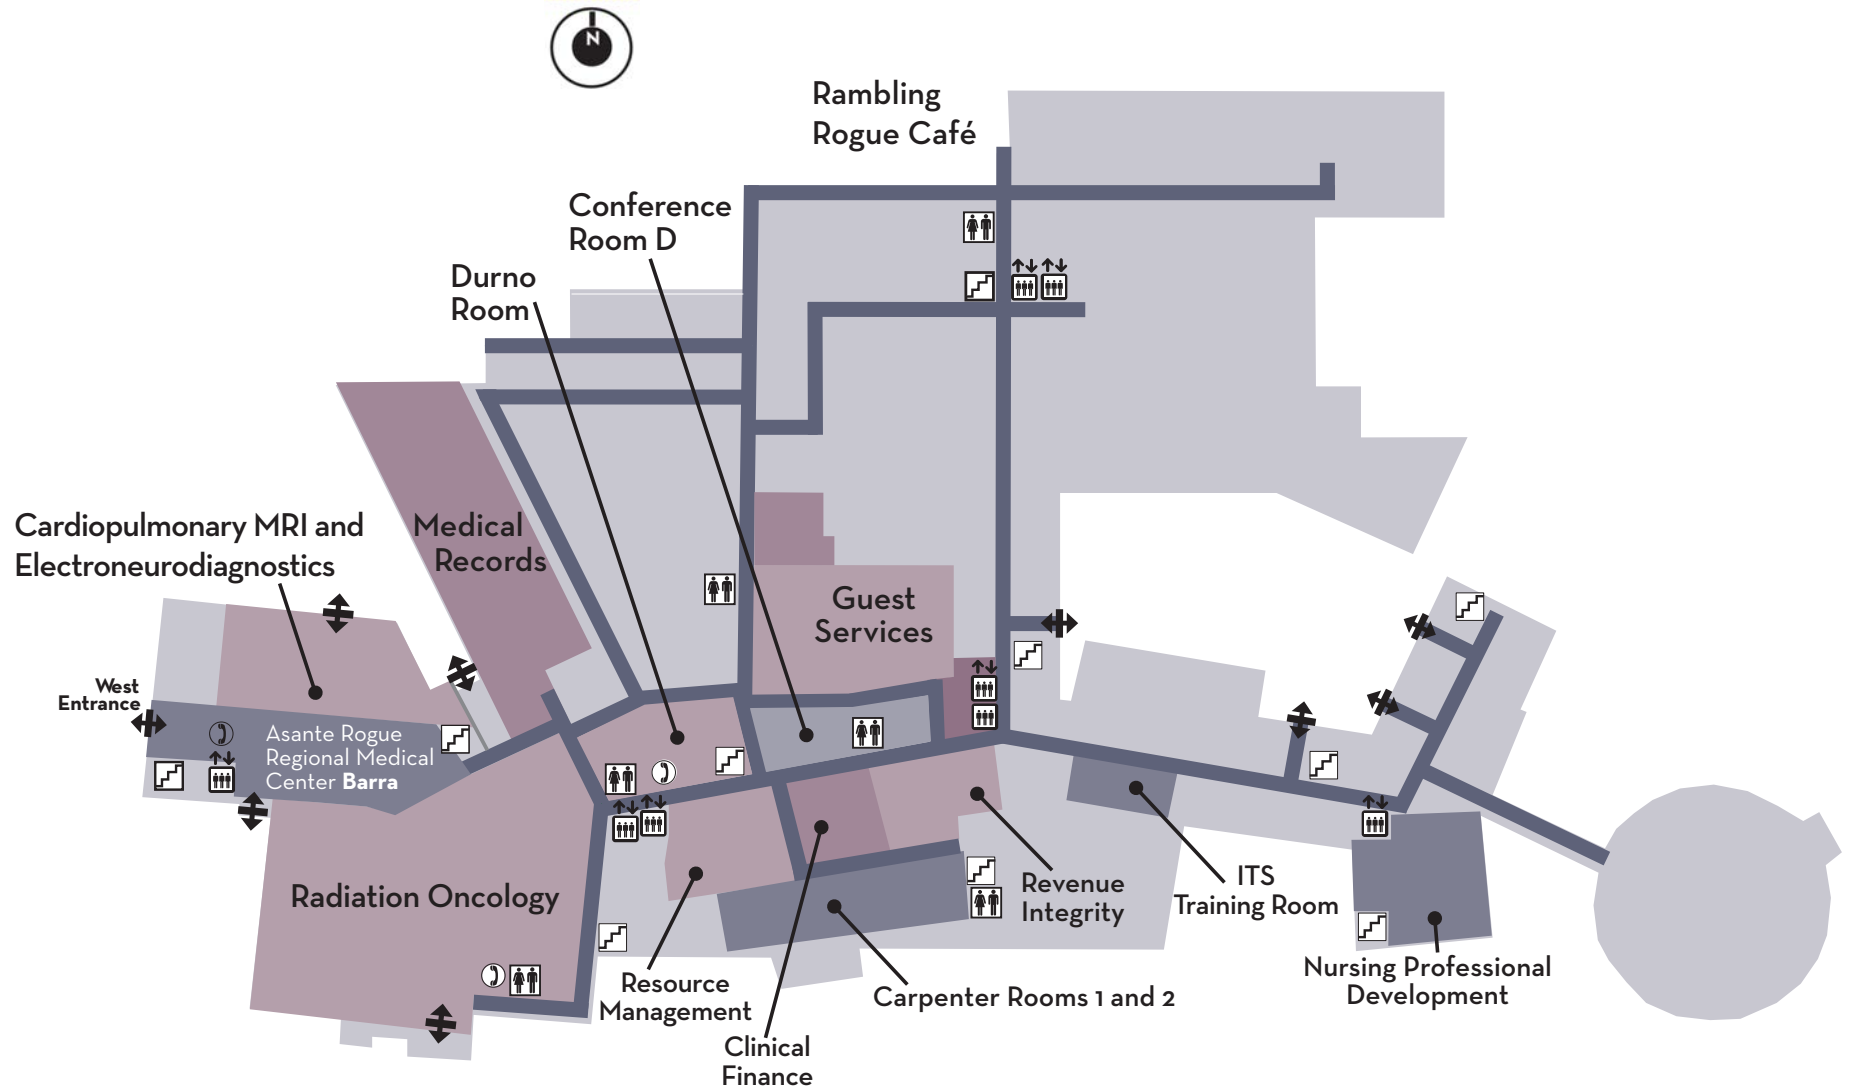 N
Rambling
Rogue Café
Conference
Room D
Durno
Room
Cardiopulmonary MRI and
Electroneurodiagnostics
Medical
Records
Guest
Services
West
Entrance
Asante Rogue
Regional Medical
Center Barra
Radiation Oncology
Revenue
Integrity
ITS
Training Room
Resource
Management
Carpenter Rooms 1 and 2
Nursing Professional
Development
Clinical
Finance